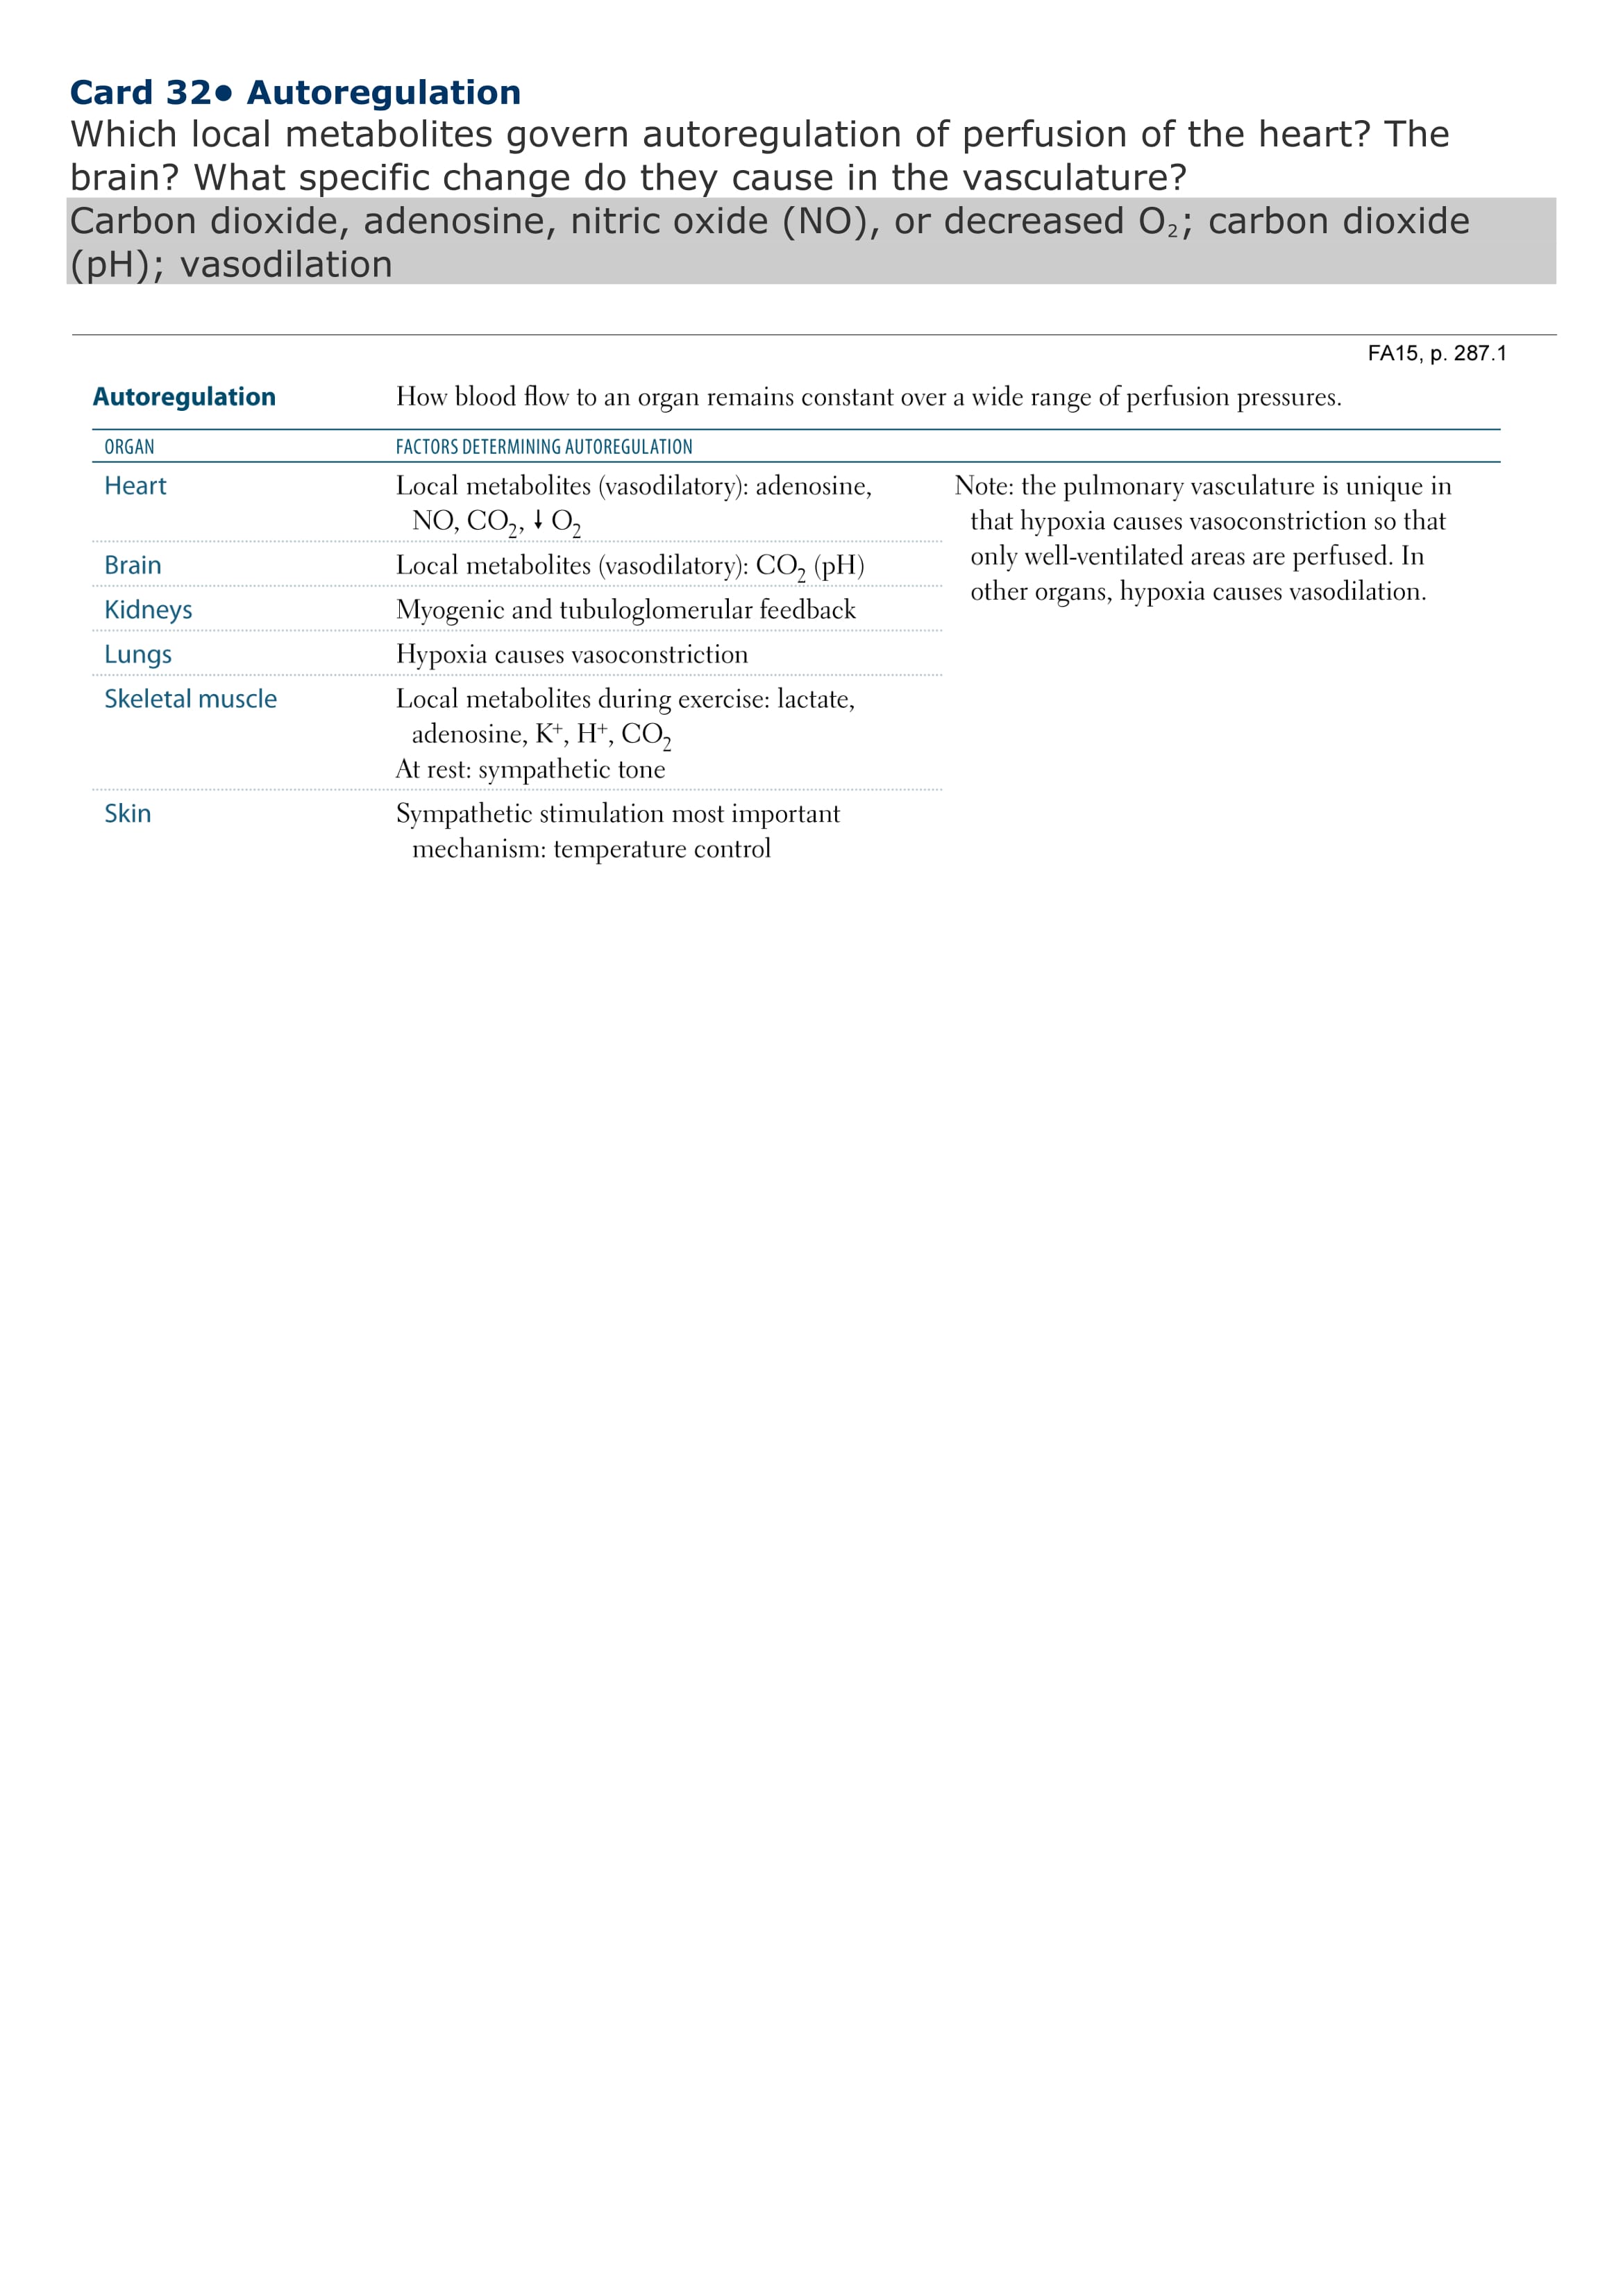 Card 32• Autoregulation
Which local metabolites govern autoregulation of perfusion of the heart? The
brain? What specific change do they cause in the vasculature?
Carbon dioxide, adenosine, nitric oxide (NO), or decreased O₂; carbon dioxide
(pH); vasodilation
FA15, p. 287.1
Autoregulation How blood flow to an organ remains constant over a wide range of perfusion pressures.
ORGAN FACTORS DETERMINING AUTOREGULATION
Heart Local metabolites (vasodilatory): adenosine,
NO, CO₂, ↓ O₂
Brain Local metabolites (vasodilatory): CO₂ (pH)
Kidneys Myogenic and tubuloglomerular feedback
Lungs Hypoxia causes vasoconstriction
Skeletal muscle Local metabolites during exercise: lactate,
adenosine, K⁺, H⁺, CO₂
At rest: sympathetic tone
Skin Sympathetic stimulation most important
mechanism: temperature control
Note: the pulmonary vasculature is unique in
that hypoxia causes vasoconstriction so that
only well-ventilated areas are perfused. In
other organs, hypoxia causes vasodilation.